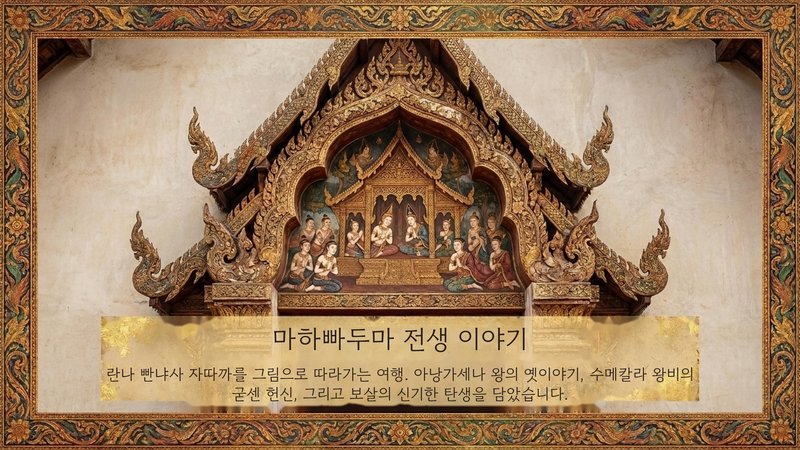 마하빠두마 전생 이야기
란나 빤냐사 자따까를 그림으로 따라가는 여행. 아낭가세나 왕의 옛이야기, 수메칼라 왕비의
굳센 헌신, 그리고 보살의 신기한 탄생을 담았습니다.